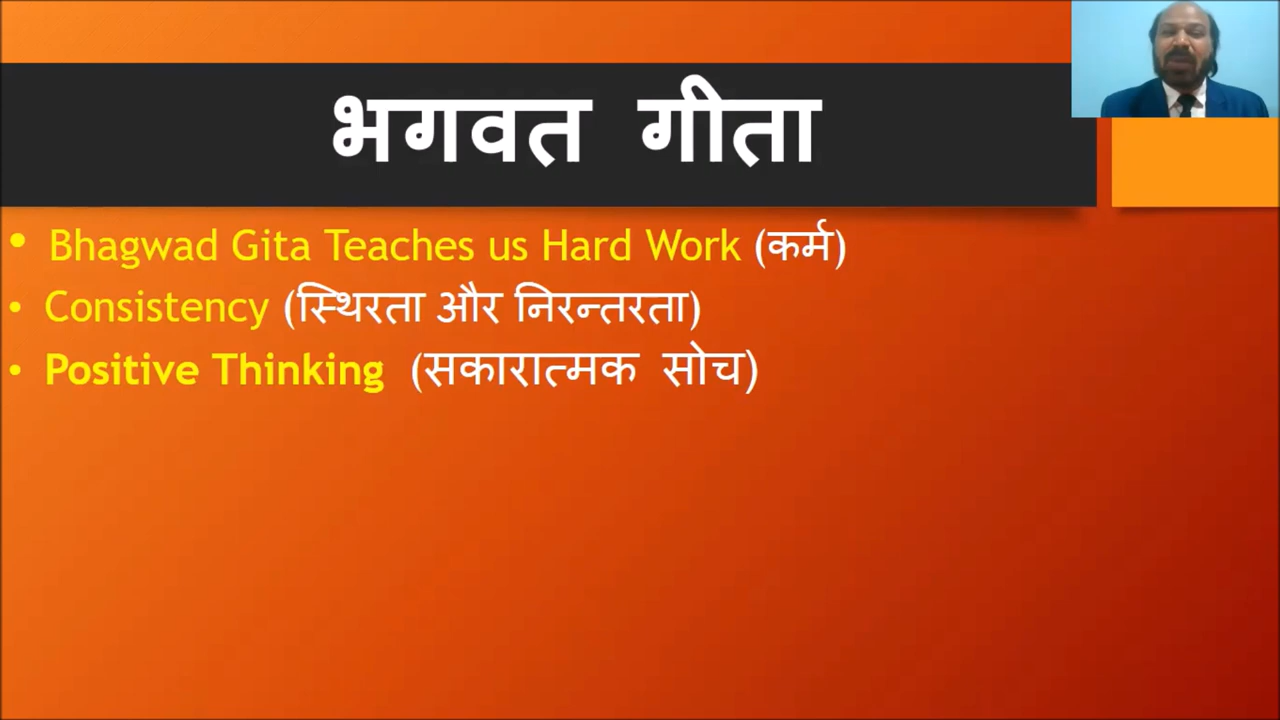 भगवत गीता
• Bhagwad Gita Teaches us Hard Work (कर्म)
• Consistency (स्थिरता और निरन्तरता)
• Positive Thinking (सकारात्मक सोच)